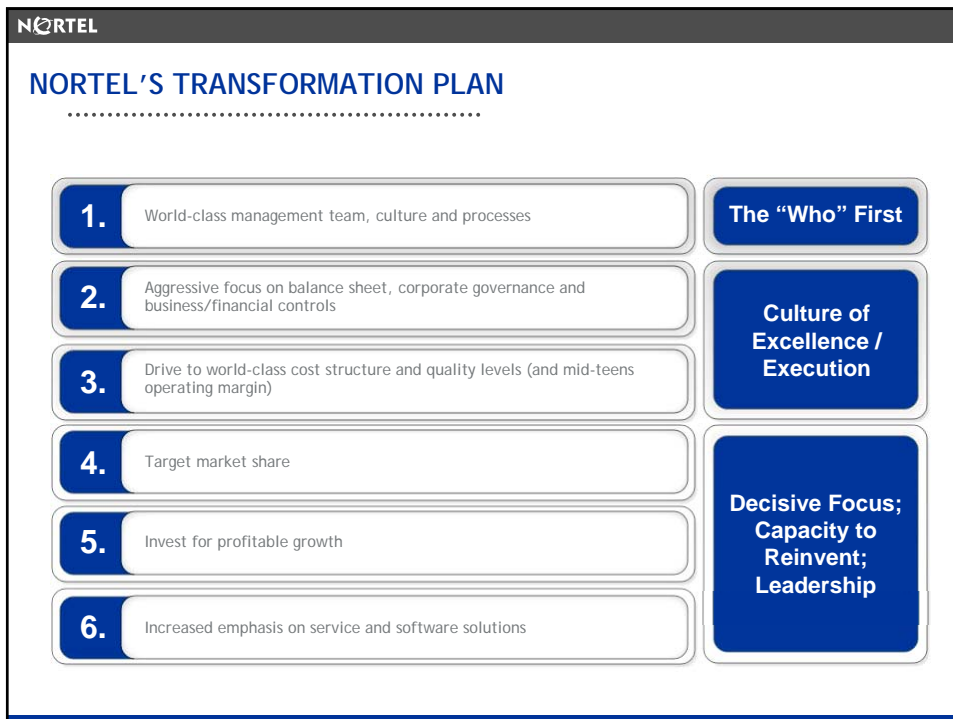 NORTEL
NORTEL'S TRANSFORMATION PLAN
1.
World-class management team, culture and processes
The “Who” First
2.
Aggressive focus on balance sheet, corporate governance and
business/financial controls
3.
Drive to world-class cost structure and quality levels (and mid-teens
operating margin)
Culture of
Excellence /
Execution
4.
Target market share
5.
Invest for profitable growth
6.
Increased emphasis on service and software solutions
Decisive Focus;
Capacity to
Reinvent;
Leadership